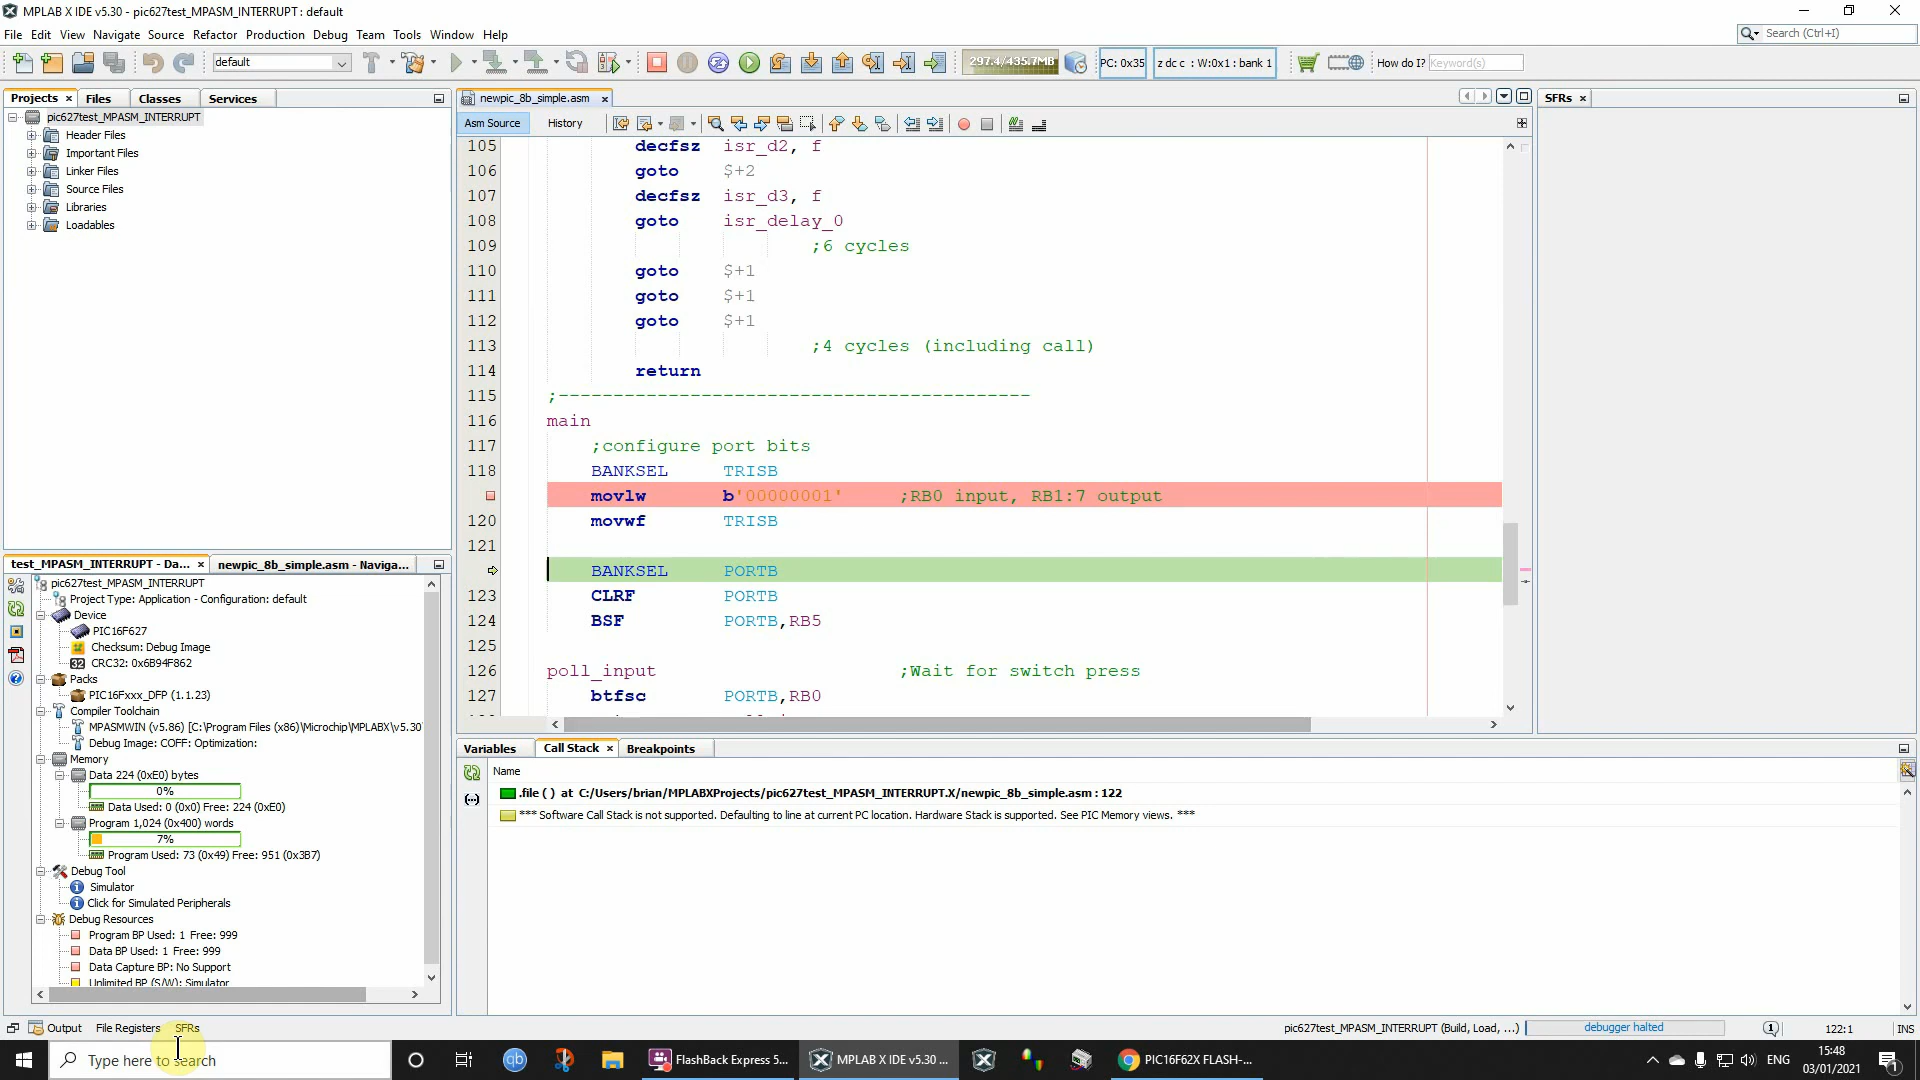 MPLAB X IDE v5.30 - pic627test_MPASM_INTERRUPT : default
File Edit View Navigate Source Refactor Production Debug Team Tools Window Help
Search (Ctrl+I)
default
297.4/435.7MB
PC: 0x35
z dc c : W:0x1 : bank 1
How do I? Keyword(s)
Projects Files Classes Services
newpic_8b_simple.asm
SFRs
pic627test_MPASM_INTERRUPT
Header Files
Important Files
Linker Files
Source Files
Libraries
Loadables
Asm Source History
105 decfsz isr_d2, f
106 goto $+2
107 decfsz isr_d3, f
108 goto isr_delay_0
109 ;6 cycles
110 goto $+1
111 goto $+1
112 goto $+1
113 ;4 cycles (including call)
114 return
115 ;-------------------------------------------
116 main
117 ;configure port bits
118 BANKSEL TRISB
movlw b'00000001' ;RB0 input, RB1:7 output
120 movwf TRISB
121
BANKSEL PORTB
123 CLRF PORTB
124 BSF PORTB,RB5
125
126 poll_input ;Wait for switch press
127 btfsc PORTB,RB0
test_MPASM_INTERRUPT - Da... newpic_8b_simple.asm - Naviga...
pic627test_MPASM_INTERRUPT
Project Type: Application - Configuration: default
Device
PIC16F627
Checksum: Debug Image
CRC32: 0x6B94F862
Packs
PIC16Fxxx_DFP (1.1.23)
Compiler Toolchain
MPASMWIN (v5.86) [C:\Program Files (x86)\Microchip\MPLABX\v5.30
Debug Image: COFF: Optimization:
Memory
Data 224 (0xE0) bytes
0%
Data Used: 0 (0x0) Free: 224 (0xE0)
Program 1,024 (0x400) words
7%
Program Used: 73 (0x49) Free: 951 (0x3B7)
Debug Tool
Simulator
Click for Simulated Peripherals
Debug Resources
Program BP Used: 1 Free: 999
Data BP Used: 1 Free: 999
Data Capture BP: No Support
Unlimited BP (S/W): Simulator
Variables Call Stack Breakpoints
Name
.file ( ) at C:/Users/brian/MPLABXProjects/pic627test_MPASM_INTERRUPT.X/newpic_8b_simple.asm : 122
*** Software Call Stack is not supported. Defaulting to line at current PC location. Hardware Stack is supported. See PIC Memory views. ***
Output File Registers SFRs
pic627test_MPASM_INTERRUPT (Build, Load, ...)
debugger halted
1
122:1
INS
Type here to search
qb
FlashBack Express 5...
MPLAB X IDE v5.30 ...
PIC16F62X FLASH-...
ENG
15:48
03/01/2021
1